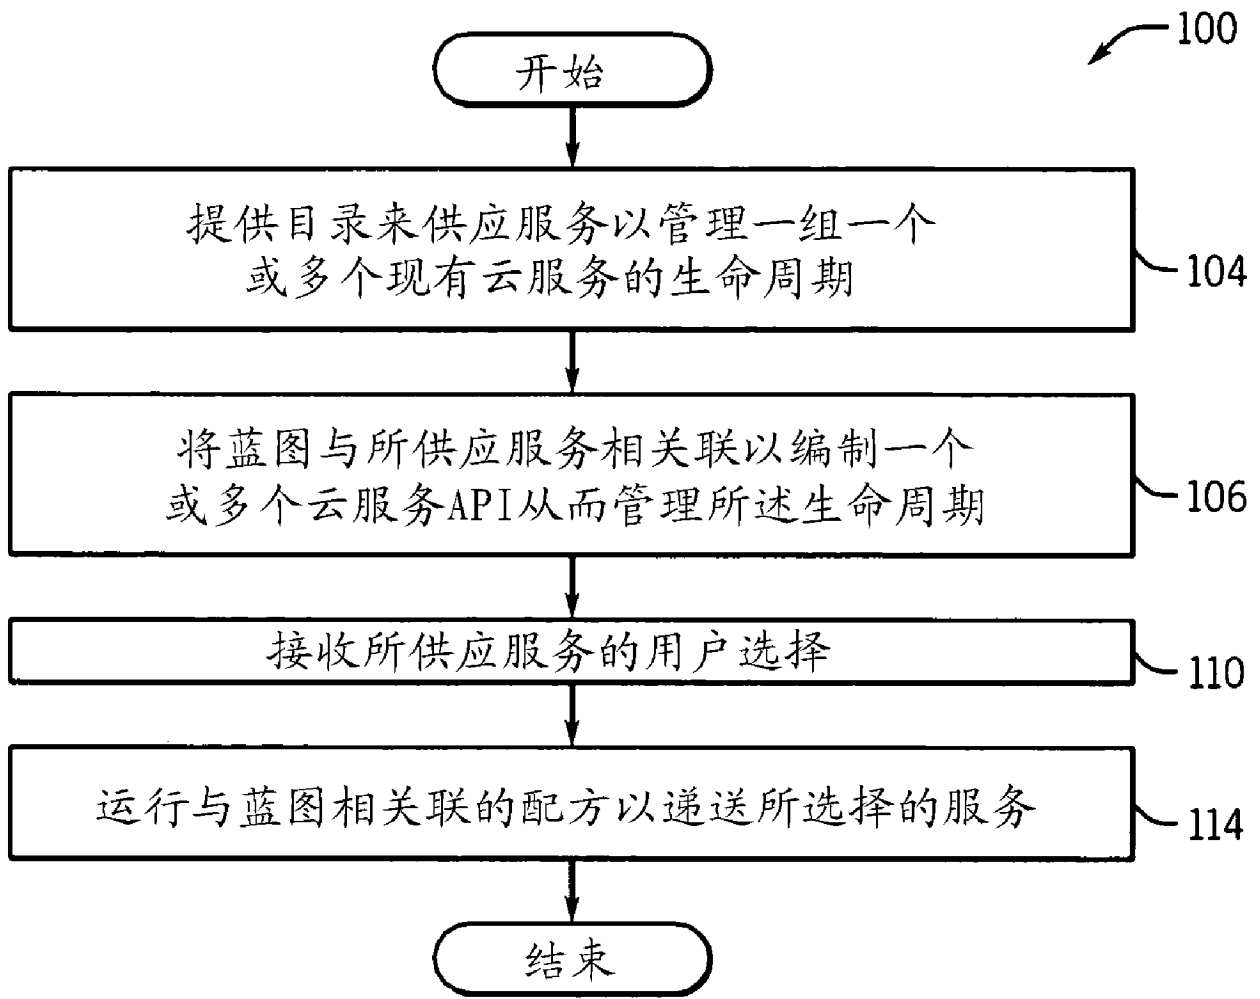 100
开始
提供目录来供应服务以管理一组一个
或多个现有云服务的生命周期
104
将蓝图与所供应服务相关联以编制一个
或多个云服务API从而管理所述生命周期
106
接收所供应服务的用户选择
110
运行与蓝图相关联的配方以递送所选择的服务
114
结束